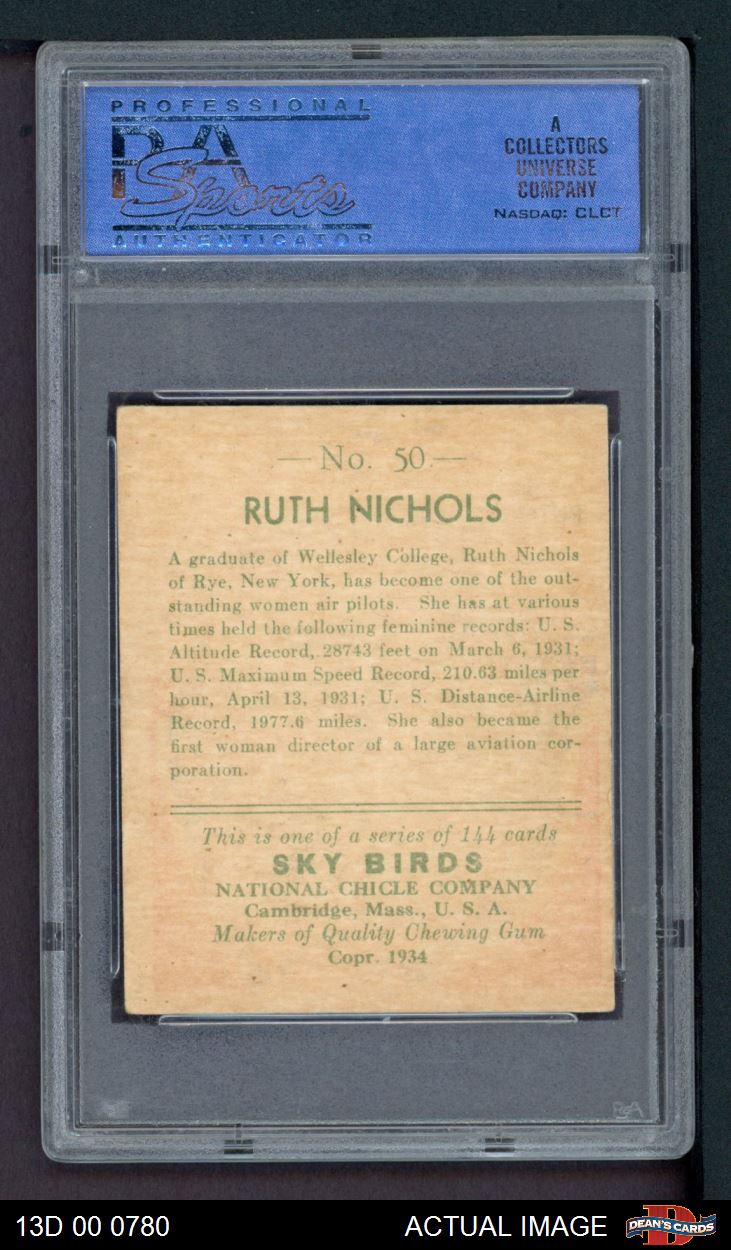 PROFESSIONAL
PSA
Sports
AUTHENTICATOR
A
COLLECTORS
UNIVERSE
COMPANY
NASDAQ: CLCT
— No. 50 —
RUTH NICHOLS
A graduate of Wellesley College, Ruth Nichols
of Rye, New York, has become one of the out-
standing women air pilots. She has at various
times held the following feminine records: U. S.
Altitude Record, 28743 feet on March 6, 1931;
U. S. Maximum Speed Record, 210.63 miles per
hour, April 13, 1931; U. S. Distance-Airline
Record, 1977.6 miles. She also became the
first woman director of a large aviation cor-
poration.
This is one of a series of 144 cards
SKY BIRDS
NATIONAL CHICLE COMPANY
Cambridge, Mass., U. S. A.
Makers of Quality Chewing Gum
Copr. 1934
PSA
13D 00 0780 ACTUAL IMAGE
DEAN'S CARDS